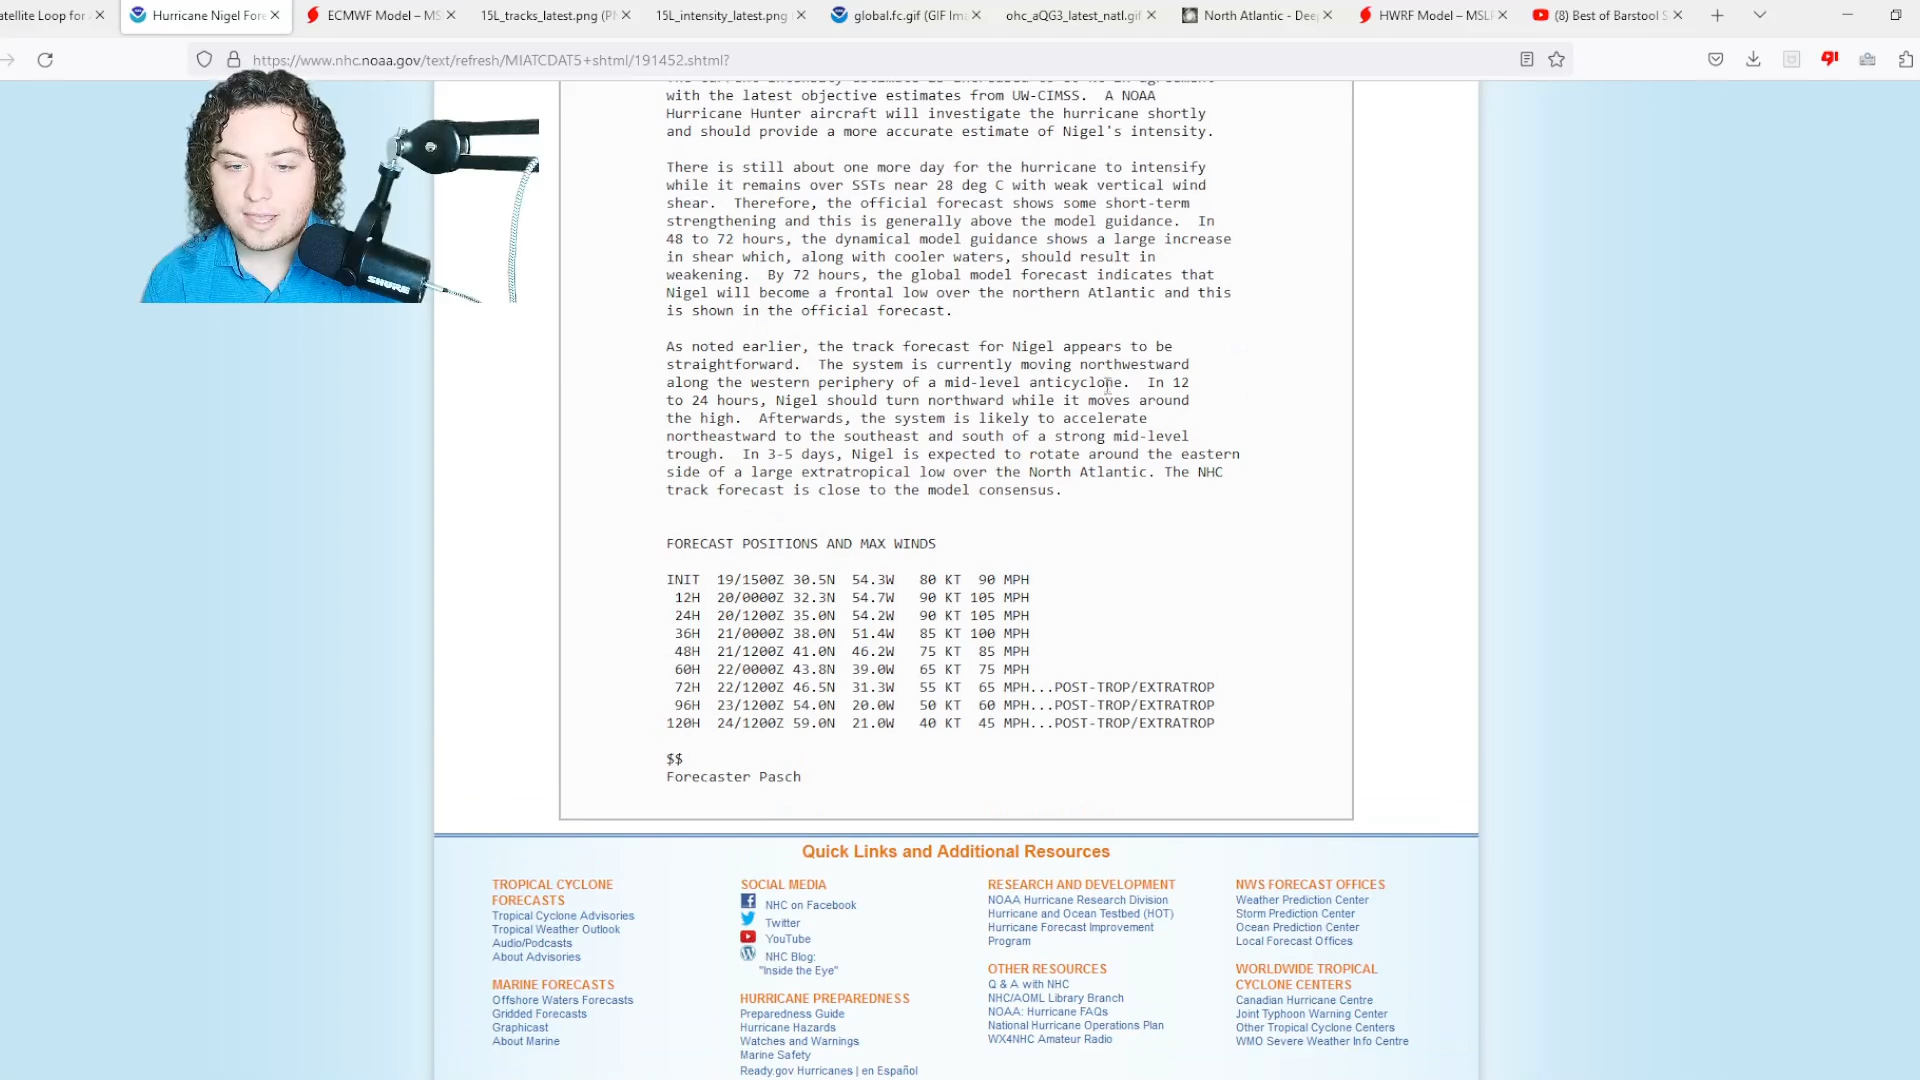 atellite Loop for A
Hurricane Nigel Fore
ECMWF Model – MS
15L_tracks_latest.png (P
15L_intensity_latest.png
global.fc.gif (GIF Ima
ohc_aQG3_latest_natl.gif
North Atlantic - Dee
HWRF Model – MSLP
(8) Best of Barstool S
https://www.nhc.noaa.gov/text/refresh/MIATCDAT5+shtml/191452.shtml?
with the latest objective estimates from UW-CIMSS. A NOAA
Hurricane Hunter aircraft will investigate the hurricane shortly
and should provide a more accurate estimate of Nigel's intensity.
There is still about one more day for the hurricane to intensify
while it remains over SSTs near 28 deg C with weak vertical wind
shear. Therefore, the official forecast shows some short-term
strengthening and this is generally above the model guidance. In
48 to 72 hours, the dynamical model guidance shows a large increase
in shear which, along with cooler waters, should result in
weakening. By 72 hours, the global model forecast indicates that
Nigel will become a frontal low over the northern Atlantic and this
is shown in the official forecast.
As noted earlier, the track forecast for Nigel appears to be
straightforward. The system is currently moving northwestward
along the western periphery of a mid-level anticyclone. In 12
to 24 hours, Nigel should turn northward while it moves around
the high. Afterwards, the system is likely to accelerate
northeastward to the southeast and south of a strong mid-level
trough. In 3-5 days, Nigel is expected to rotate around the eastern
side of a large extratropical low over the North Atlantic. The NHC
track forecast is close to the model consensus.
FORECAST POSITIONS AND MAX WINDS
INIT 19/1500Z 30.5N 54.3W 80 KT 90 MPH
12H 20/0000Z 32.3N 54.7W 90 KT 105 MPH
24H 20/1200Z 35.0N 54.2W 90 KT 105 MPH
36H 21/0000Z 38.0N 51.4W 85 KT 100 MPH
48H 21/1200Z 41.0N 46.2W 75 KT 85 MPH
60H 22/0000Z 43.8N 39.0W 65 KT 75 MPH
72H 22/1200Z 46.5N 31.3W 55 KT 65 MPH...POST-TROP/EXTRATROP
96H 23/1200Z 54.0N 20.0W 50 KT 60 MPH...POST-TROP/EXTRATROP
120H 24/1200Z 59.0N 21.0W 40 KT 45 MPH...POST-TROP/EXTRATROP
$$
Forecaster Pasch
SHURE
Quick Links and Additional Resources
TROPICAL CYCLONE
FORECASTS
Tropical Cyclone Advisories
Tropical Weather Outlook
Audio/Podcasts
About Advisories
MARINE FORECASTS
Offshore Waters Forecasts
Gridded Forecasts
Graphicast
About Marine
SOCIAL MEDIA
NHC on Facebook
Twitter
YouTube
NHC Blog:
"Inside the Eye"
HURRICANE PREPAREDNESS
Preparedness Guide
Hurricane Hazards
Watches and Warnings
Marine Safety
Ready.gov Hurricanes | en Español
RESEARCH AND DEVELOPMENT
NOAA Hurricane Research Division
Hurricane and Ocean Testbed (HOT)
Hurricane Forecast Improvement
Program
OTHER RESOURCES
Q & A with NHC
NHC/AOML Library Branch
NOAA: Hurricane FAQs
National Hurricane Operations Plan
WX4NHC Amateur Radio
NWS FORECAST OFFICES
Weather Prediction Center
Storm Prediction Center
Ocean Prediction Center
Local Forecast Offices
WORLDWIDE TROPICAL
CYCLONE CENTERS
Canadian Hurricane Centre
Joint Typhoon Warning Center
Other Tropical Cyclone Centers
WMO Severe Weather Info Centre